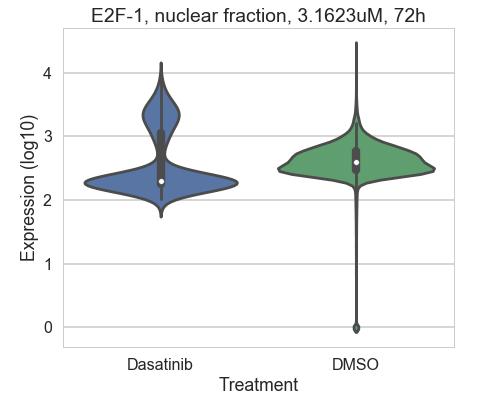 E2F-1, nuclear fraction, 3.1623uM, 72h
4
3
2
1
0
Expression (log10)
Dasatinib
DMSO
Treatment